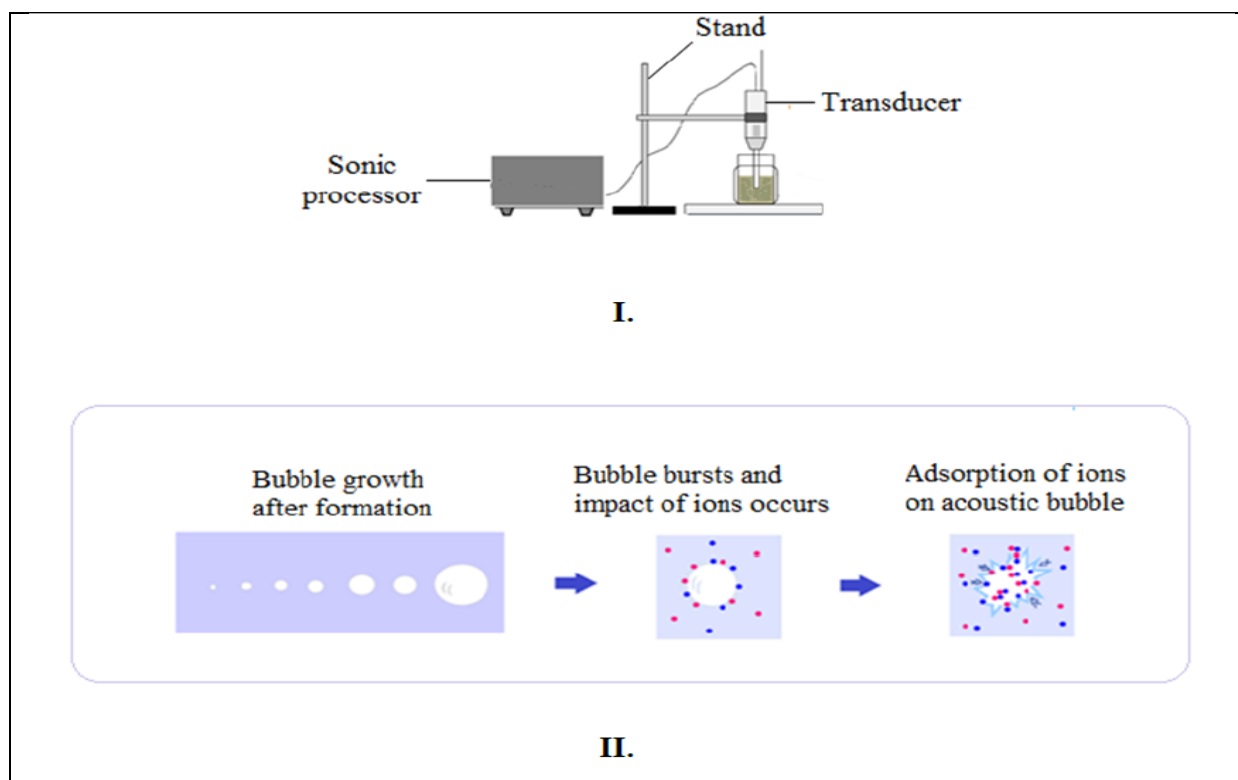 Stand
Transducer
Sonic
processor
I.
Bubble growth
after formation
Bubble bursts and
impact of ions occurs
Adsorption of ions
on acoustic bubble
II.